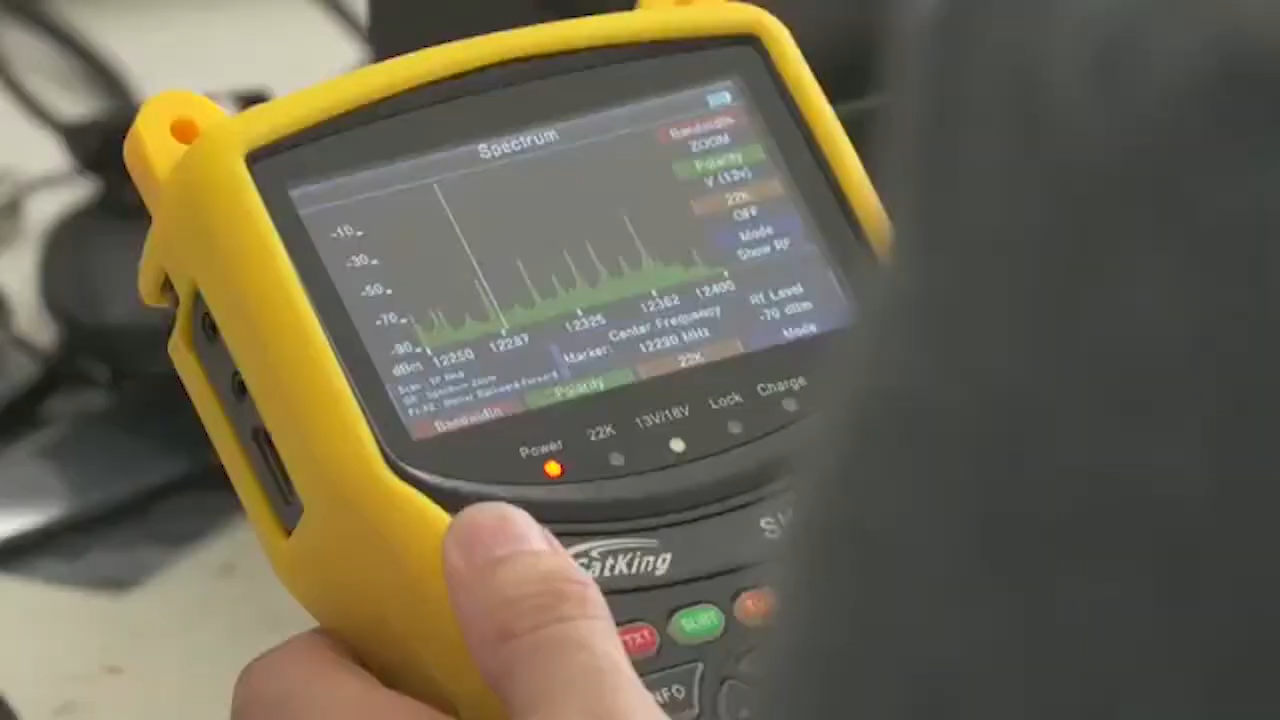 Spectrum
Bandwidth
ZOOM
Polarity
V (13v)
22K
OFF
Mode
Show RF
-10
-30
-50
-70
-90
dBm
12250 12287 12325 12362 12400
Center Frequency
Marker: 12290 MHz
Rf Level
-70 dBm
Bandwidth Polarity 22K Mode
Power 22K 13V/18V Lock Charge
SatKing
TXT SUBT
INFO